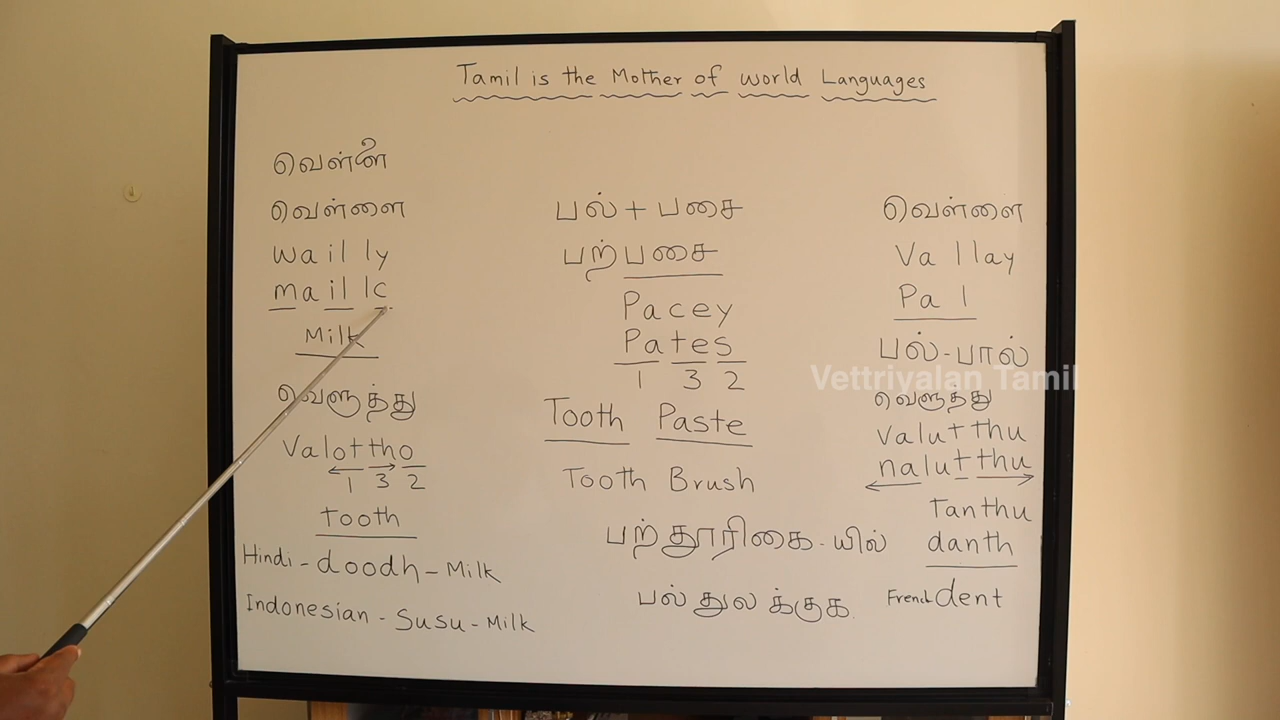 Tamil is the Mother of world Languages
வெள்ளை
வெள்ளை
wailly
maillc
Milk
வெளுத்து
Valottho
1 3 2
tooth
Hindi - doodh - Milk
Indonesian - Susu - Milk
பல் + பசை
பற்பசை
Pacey
Pates
1 3 2
Tooth Paste
Tooth Brush
பற்தூரிகை - யில்
பல் துலக்குக
வெள்ளை
Vallay
Pal
பல் - பால்
வெளுத்து
Valutthu
nalutthu
Tanthu
danth
French dent
Vettriyalan Tamil